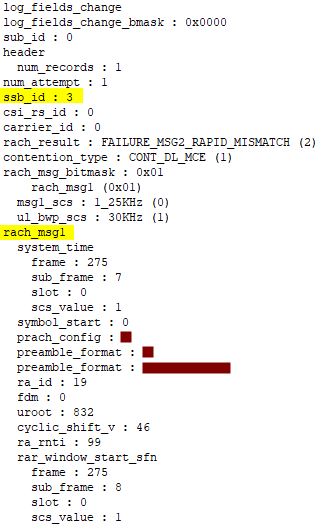 log_fields_change
log_fields_change_bmask : 0x0000
sub_id : 0
header
num_records : 1
num_attempt : 1
ssb_id : 3
csi_rs_id : 0
carrier_id : 0
rach_result : FAILURE_MSG2_RAPID_MISMATCH (2)
contention_type : CONT_DL_MCE (1)
rach_msg_bitmask : 0x01
rach_msg1 (0x01)
msg1_scs : 1_25KHz (0)
ul_bwp_scs : 30KHz (1)
rach_msg1
system_time
frame : 275
sub_frame : 7
slot : 0
scs_value : 1
symbol_start : 0
prach_config :
preamble_format :
preamble_format :
ra_id : 19
fdm : 0
uroot : 832
cyclic_shift_v : 46
ra_rnti : 99
rar_window_start_sfn
frame : 275
sub_frame : 8
slot : 0
scs_value : 1